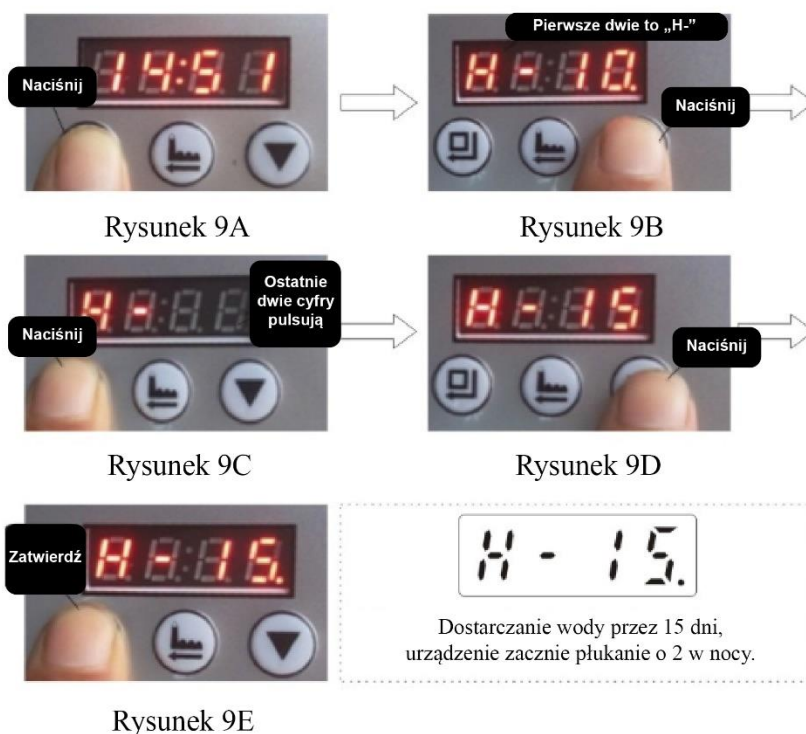 Naciśnij
14:51
Rysunek 9A
Pierwsze dwie to „H-”
H-10.
Naciśnij
Rysunek 9B
Ostatnie
dwie cyfry
pulsują
H-
Naciśnij
Rysunek 9C
H-15
Naciśnij
Rysunek 9D
Zatwierdź
H-15.
Rysunek 9E
H-15.
Dostarczanie wody przez 15 dni,
urządzenie zacznie płukanie o 2 w nocy.